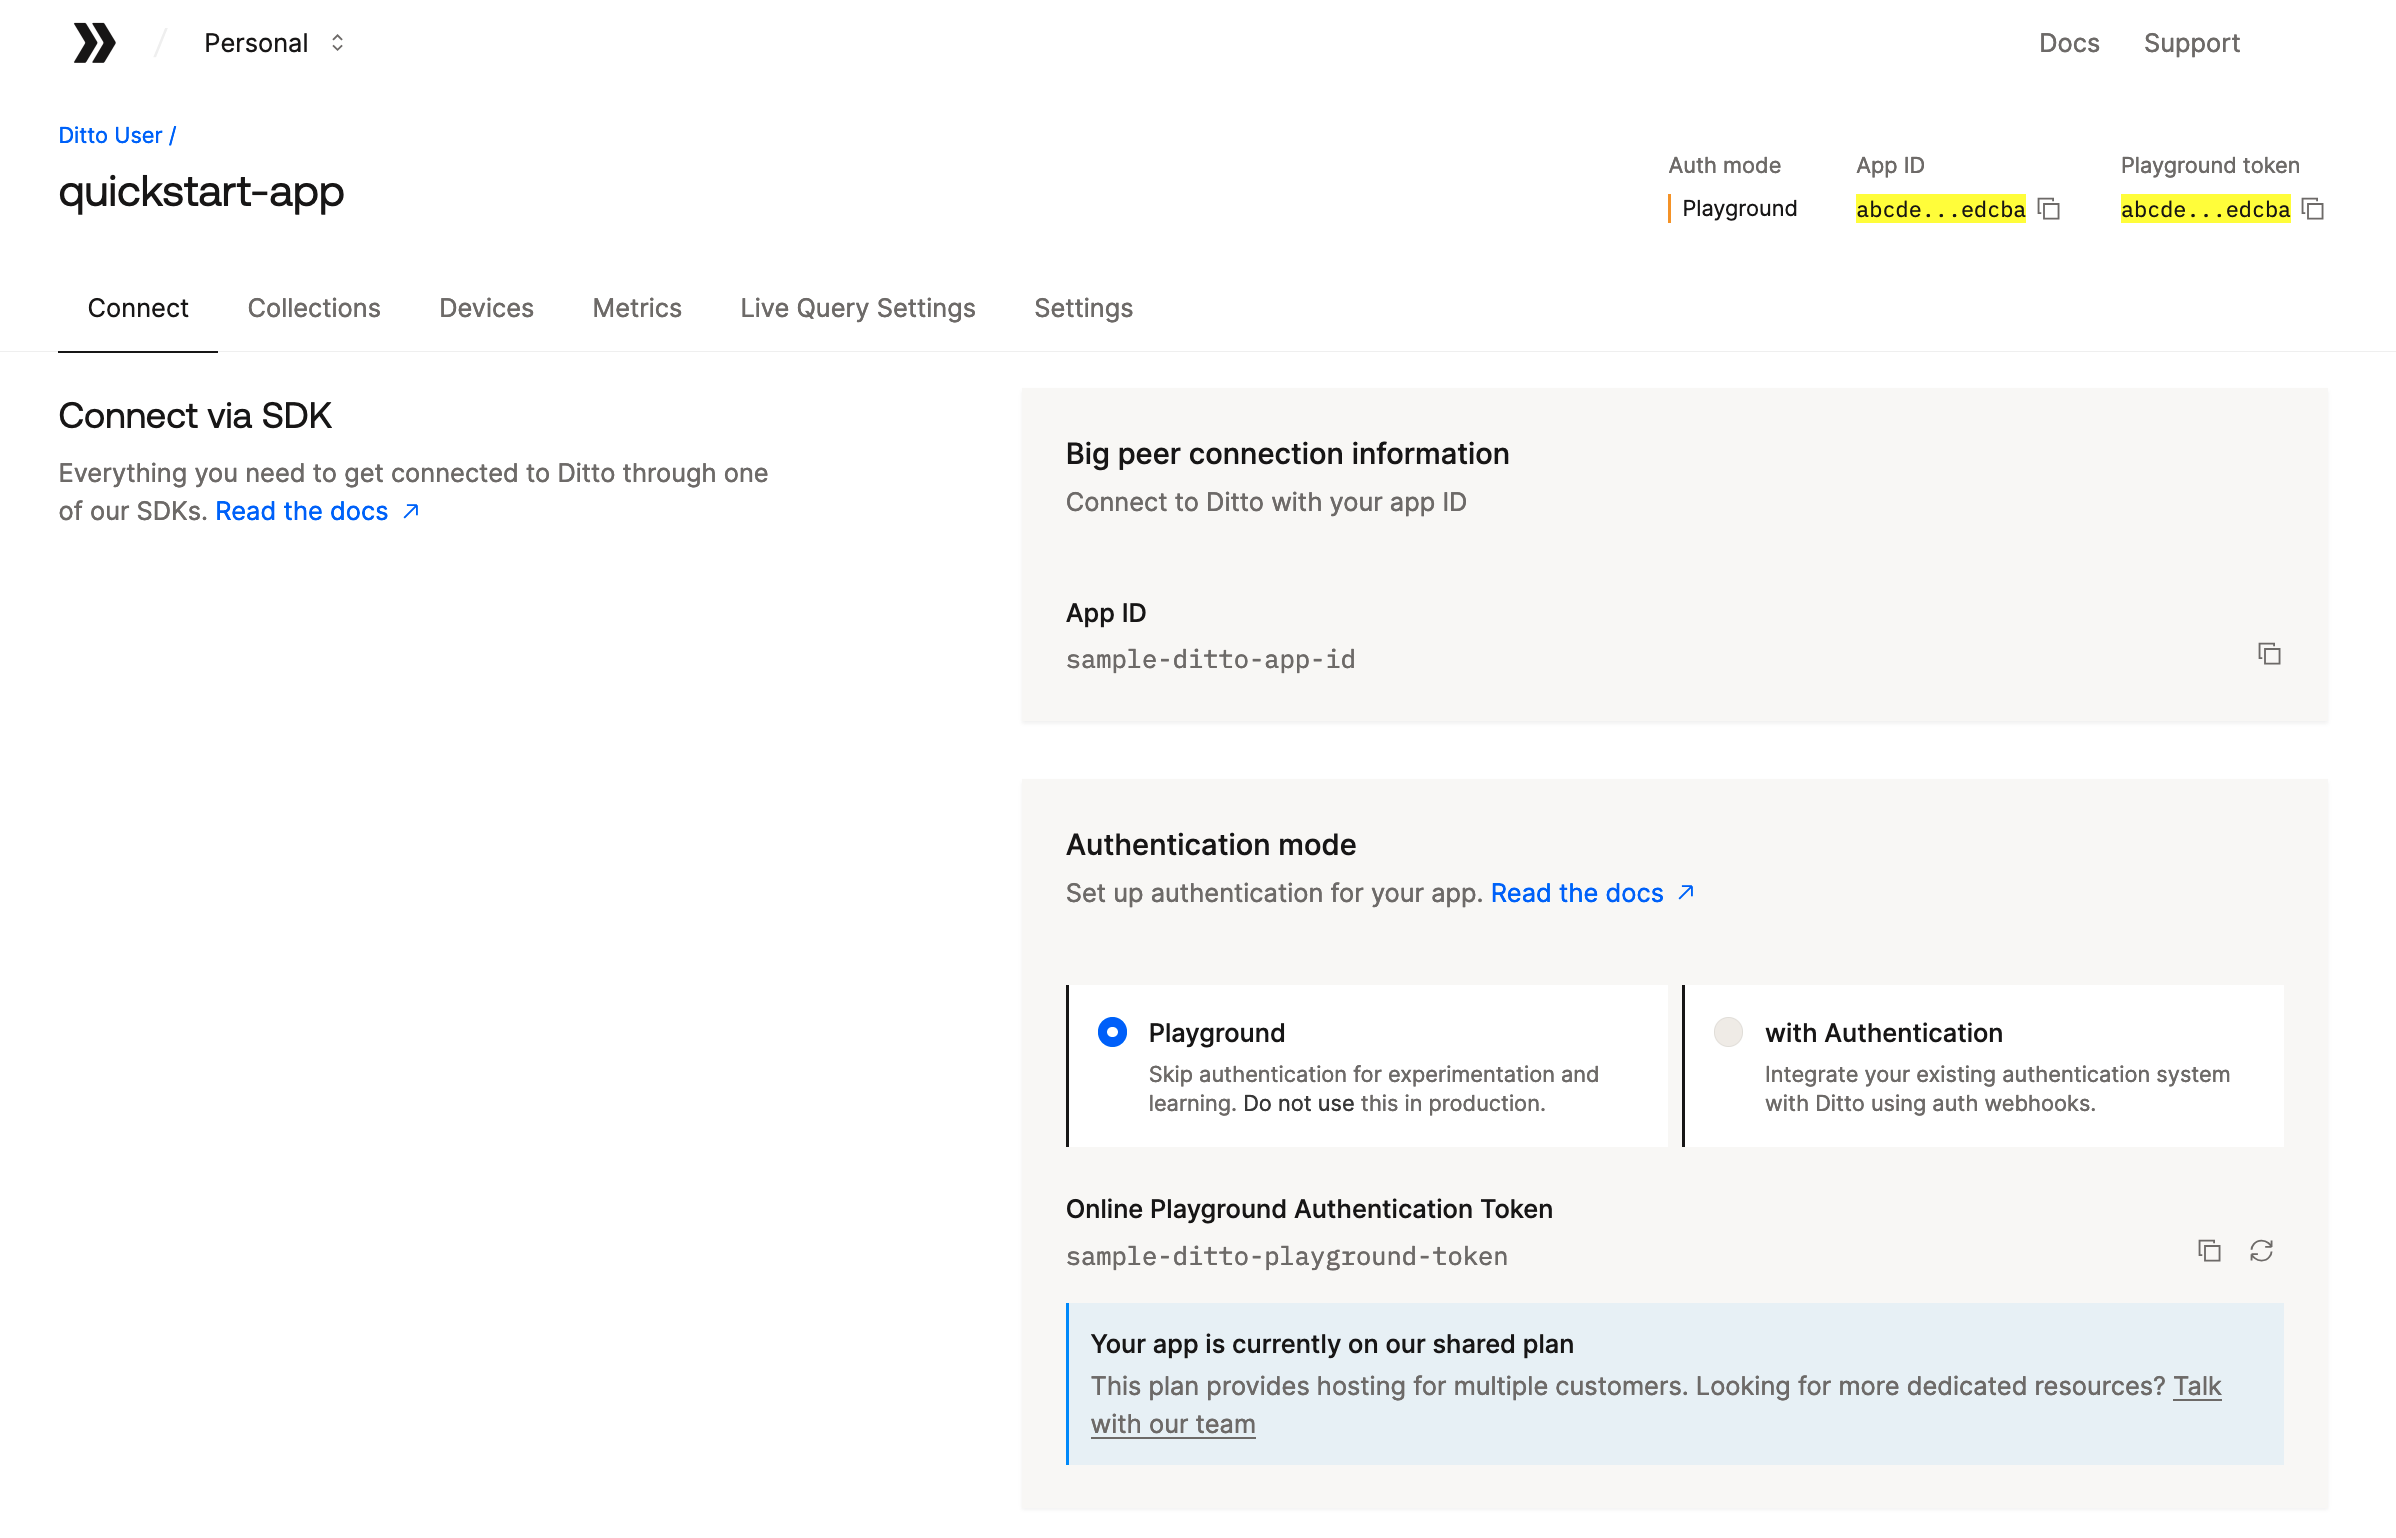 / Personal
Docs Support
Ditto User /
quickstart-app
Auth mode App ID Playground token
Playground abcde...edcba abcde...edcba
Connect Collections Devices Metrics Live Query Settings Settings
Connect via SDK
Everything you need to get connected to Ditto through one
of our SDKs. Read the docs
Big peer connection information
Connect to Ditto with your app ID
App ID
sample-ditto-app-id
Authentication mode
Set up authentication for your app. Read the docs
Playground
Skip authentication for experimentation and
learning. Do not use this in production.
with Authentication
Integrate your existing authentication system
with Ditto using auth webhooks.
Online Playground Authentication Token
sample-ditto-playground-token
Your app is currently on our shared plan
This plan provides hosting for multiple customers. Looking for more dedicated resources? Talk
with our team